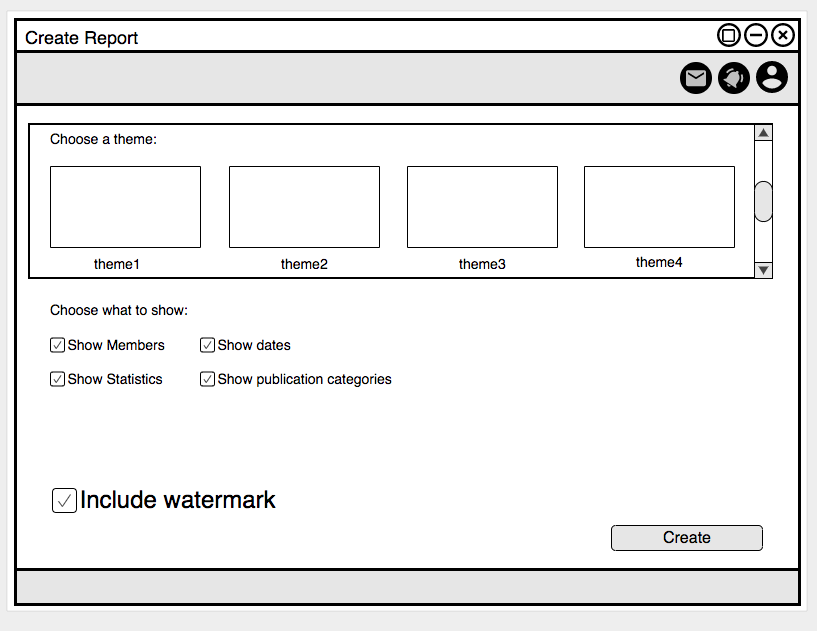 Create Report
Choose a theme:
theme1 theme2 theme3 theme4
Choose what to show:
Show Members Show dates
Show Statistics Show publication categories
Include watermark
Create